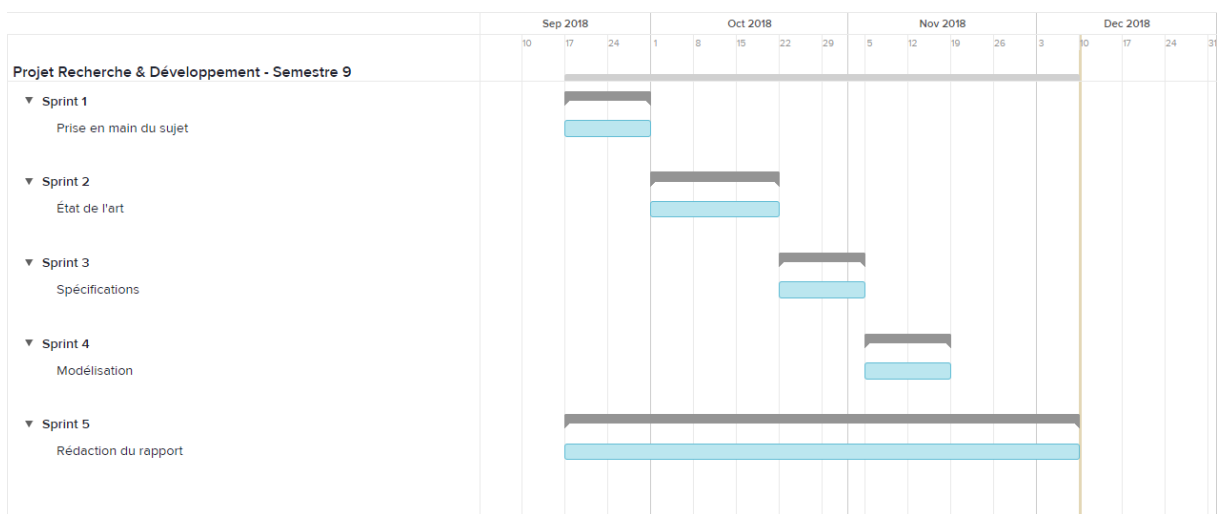 Sep 2018 Oct 2018 Nov 2018 Dec 2018
10 17 24 1 8 15 22 29 5 12 19 26 3 10 17 24 31
Projet Recherche & Développement - Semestre 9
Sprint 1
Prise en main du sujet
Sprint 2
État de l'art
Sprint 3
Spécifications
Sprint 4
Modélisation
Sprint 5
Rédaction du rapport